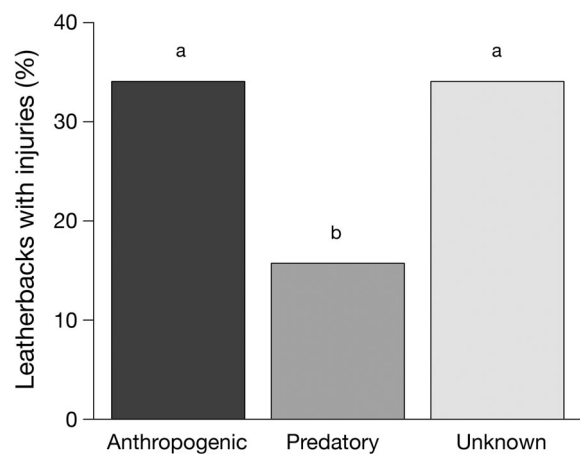 Leatherbacks with injuries (%)
40
30
20
10
0
a
b
a
Anthropogenic
Predatory
Unknown